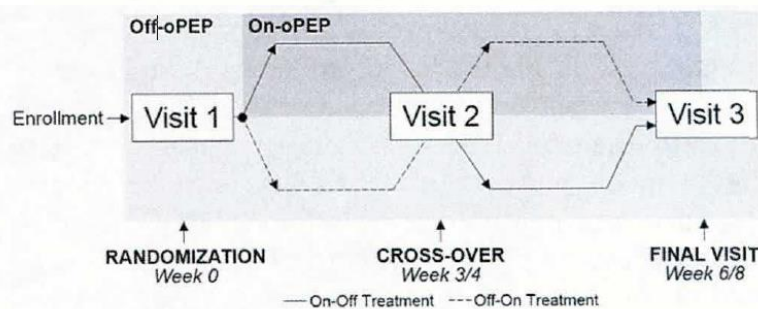 Off-oPEP On-oPEP
Enrollment Visit 1 Visit 2 Visit 3
RANDOMIZATION CROSS-OVER FINAL VISIT
Week 0 Week 3/4 Week 6/8
On-Off Treatment Off-On Treatment